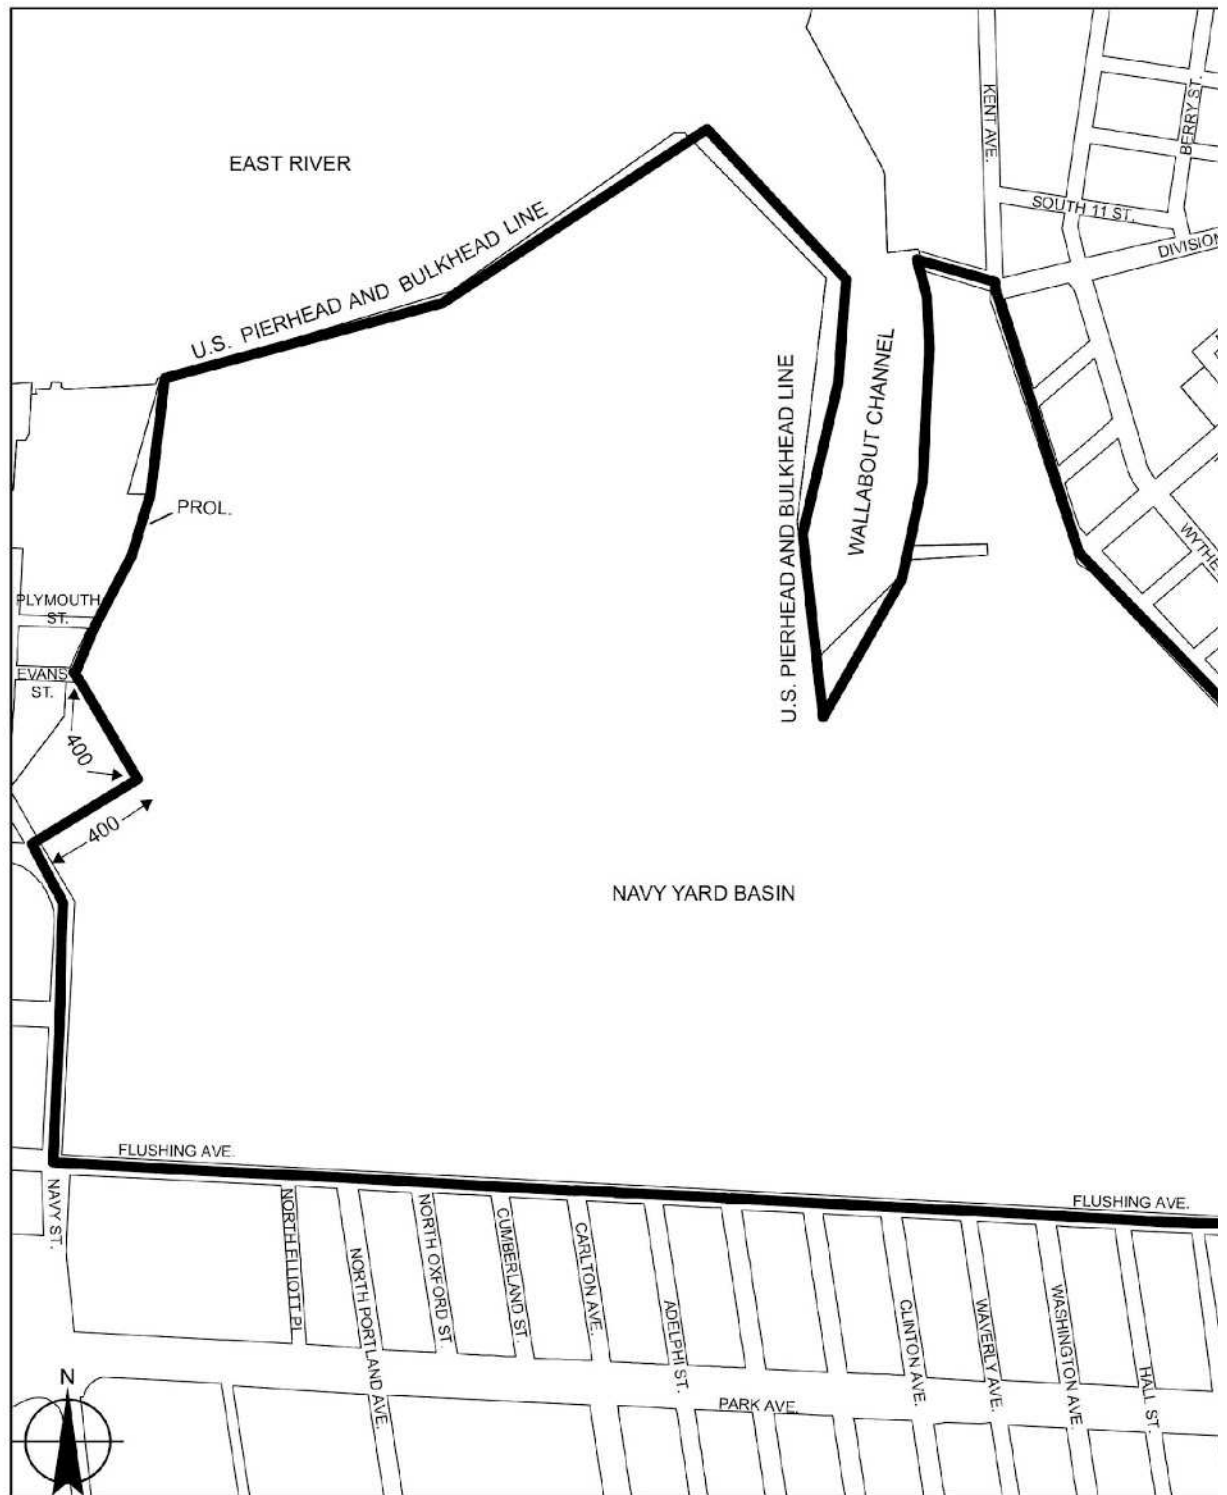 KENT AVE.
BERRY ST.
EAST RIVER
SOUTH 11 ST.
DIVISION
U.S. PIERHEAD AND BULKHEAD LINE
U.S. PIERHEAD AND BULKHEAD LINE
WALLABOUT CHANNEL
PROL.
WYTHE
PLYMOUTH
ST.
EVANS
ST.
400
400
NAVY YARD BASIN
FLUSHING AVE.
FLUSHING AVE.
NAVY ST.
NORTH ELLIOTT PL
NORTH PORTLAND AVE.
NORTH OXFORD ST.
CUMBERLAND ST.
CARLTON AVE.
ADELPHI ST.
CLINTON AVE.
WAVERLY AVE.
WASHINGTON AVE.
HALL ST.
PARK AVE.
N